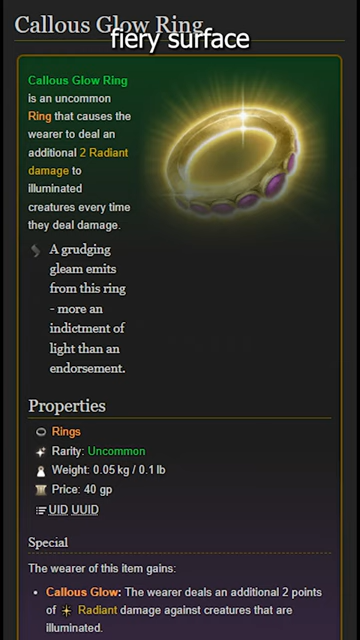 Callous Glow Ring
fiery surface
Callous Glow Ring
is an uncommon
Ring that causes the
wearer to deal an
additional 2 Radiant
damage to
illuminated
creatures every time
they deal damage.
A grudging
gleam emits
from this ring
- more an
indictment of
light than an
endorsement.
Properties
Rings
Rarity: Uncommon
Weight: 0.05 kg / 0.1 lb
Price: 40 gp
UID UUID
Special
The wearer of this item gains:
• Callous Glow: The wearer deals an additional 2 points
of Radiant damage against creatures that are
illuminated.